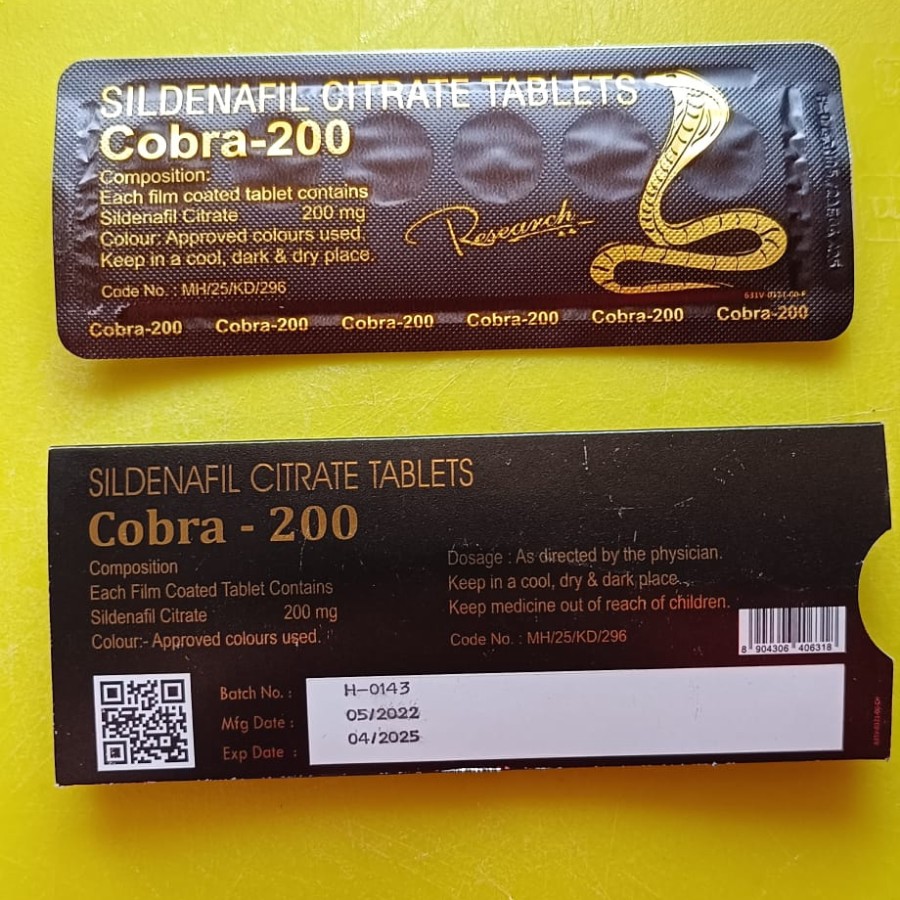 SILDENAFIL CITRATE TABLETS
Cobra-200
Composition:
Each film coated tablet contains
Sildenafil Citrate 200 mg
Colour: Approved colours used.
Keep in a cool, dark & dry place.
Research
Code No. : MH/25/KD/296
Cobra-200 Cobra-200 Cobra-200 Cobra-200 Cobra-200 Cobra-200
SILDENAFIL CITRATE TABLETS
Cobra - 200
Composition
Each Film Coated Tablet Contains
Sildenafil Citrate 200 mg
Colour:- Approved colours used.
Dosage : As directed by the physician.
Keep in a cool, dry & dark place.
Keep medicine out of reach of children.
Code No. : MH/25/KD/296
8 904306 406318
Batch No. : H-0143
Mfg Date : 05/2022
Exp Date : 04/2025